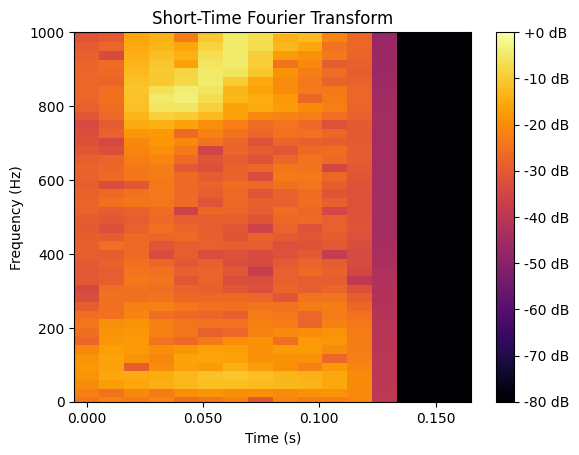 Short-Time Fourier Transform
1000
800
600
400
200
0
Frequency (Hz)
0.000
0.050
0.100
0.150
Time (s)
+0 dB
-10 dB
-20 dB
-30 dB
-40 dB
-50 dB
-60 dB
-70 dB
-80 dB